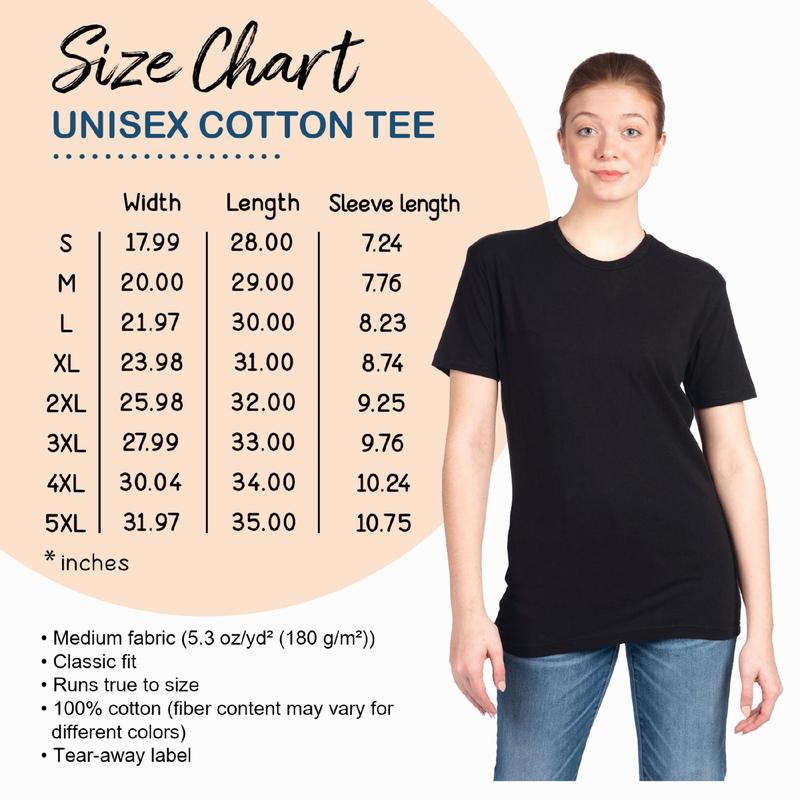 Size Chart
UNISEX COTTON TEE
Width Length Sleeve length
S 17.99 28.00 7.24
M 20.00 29.00 7.76
L 21.97 30.00 8.23
XL 23.98 31.00 8.74
2XL 25.98 32.00 9.25
3XL 27.99 33.00 9.76
4XL 30.04 34.00 10.24
5XL 31.97 35.00 10.75
* inches
• Medium fabric (5.3 oz/yd² (180 g/m²))
• Classic fit
• Runs true to size
• 100% cotton (fiber content may vary for
different colors)
• Tear-away label